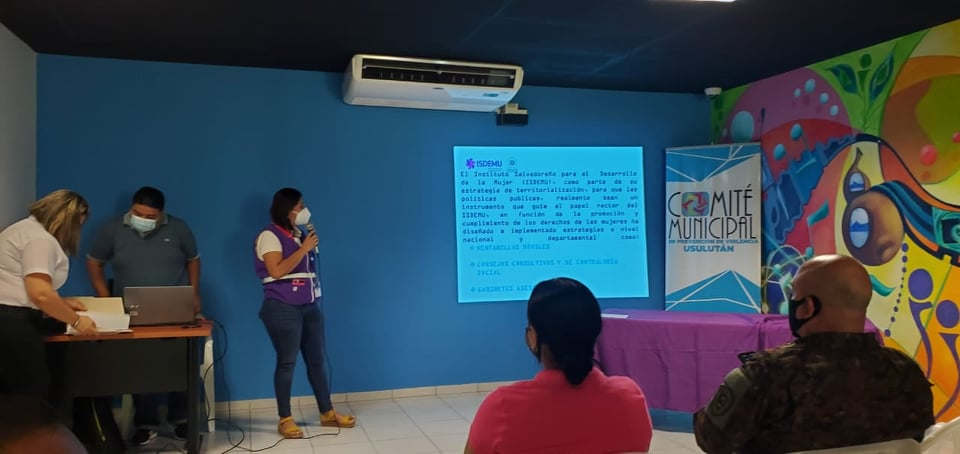 ISDEMU
El Instituto Salvadoreño para el Desarrollo
de la Mujer (ISDEMU), como parte de su
estrategia de territorialización, para que las
políticas publicas, realmente sean un
instrumento que guíe el papel rector del
ISDEMU, en función de la promoción y
cumplimiento de los derechos de las mujeres ha
diseñado e implementado estrategias a nivel
nacional y departamental como:
❖ VENTANILLAS MÓVILES
❖ CONSEJOS CONSULTIVOS Y DE CONTRALORÍA
SOCIAL
❖ GABINETES
COMITÉ
MUNICIPAL
DE PREVENCIÓN DE VIOLENCIA
USULUTÁN